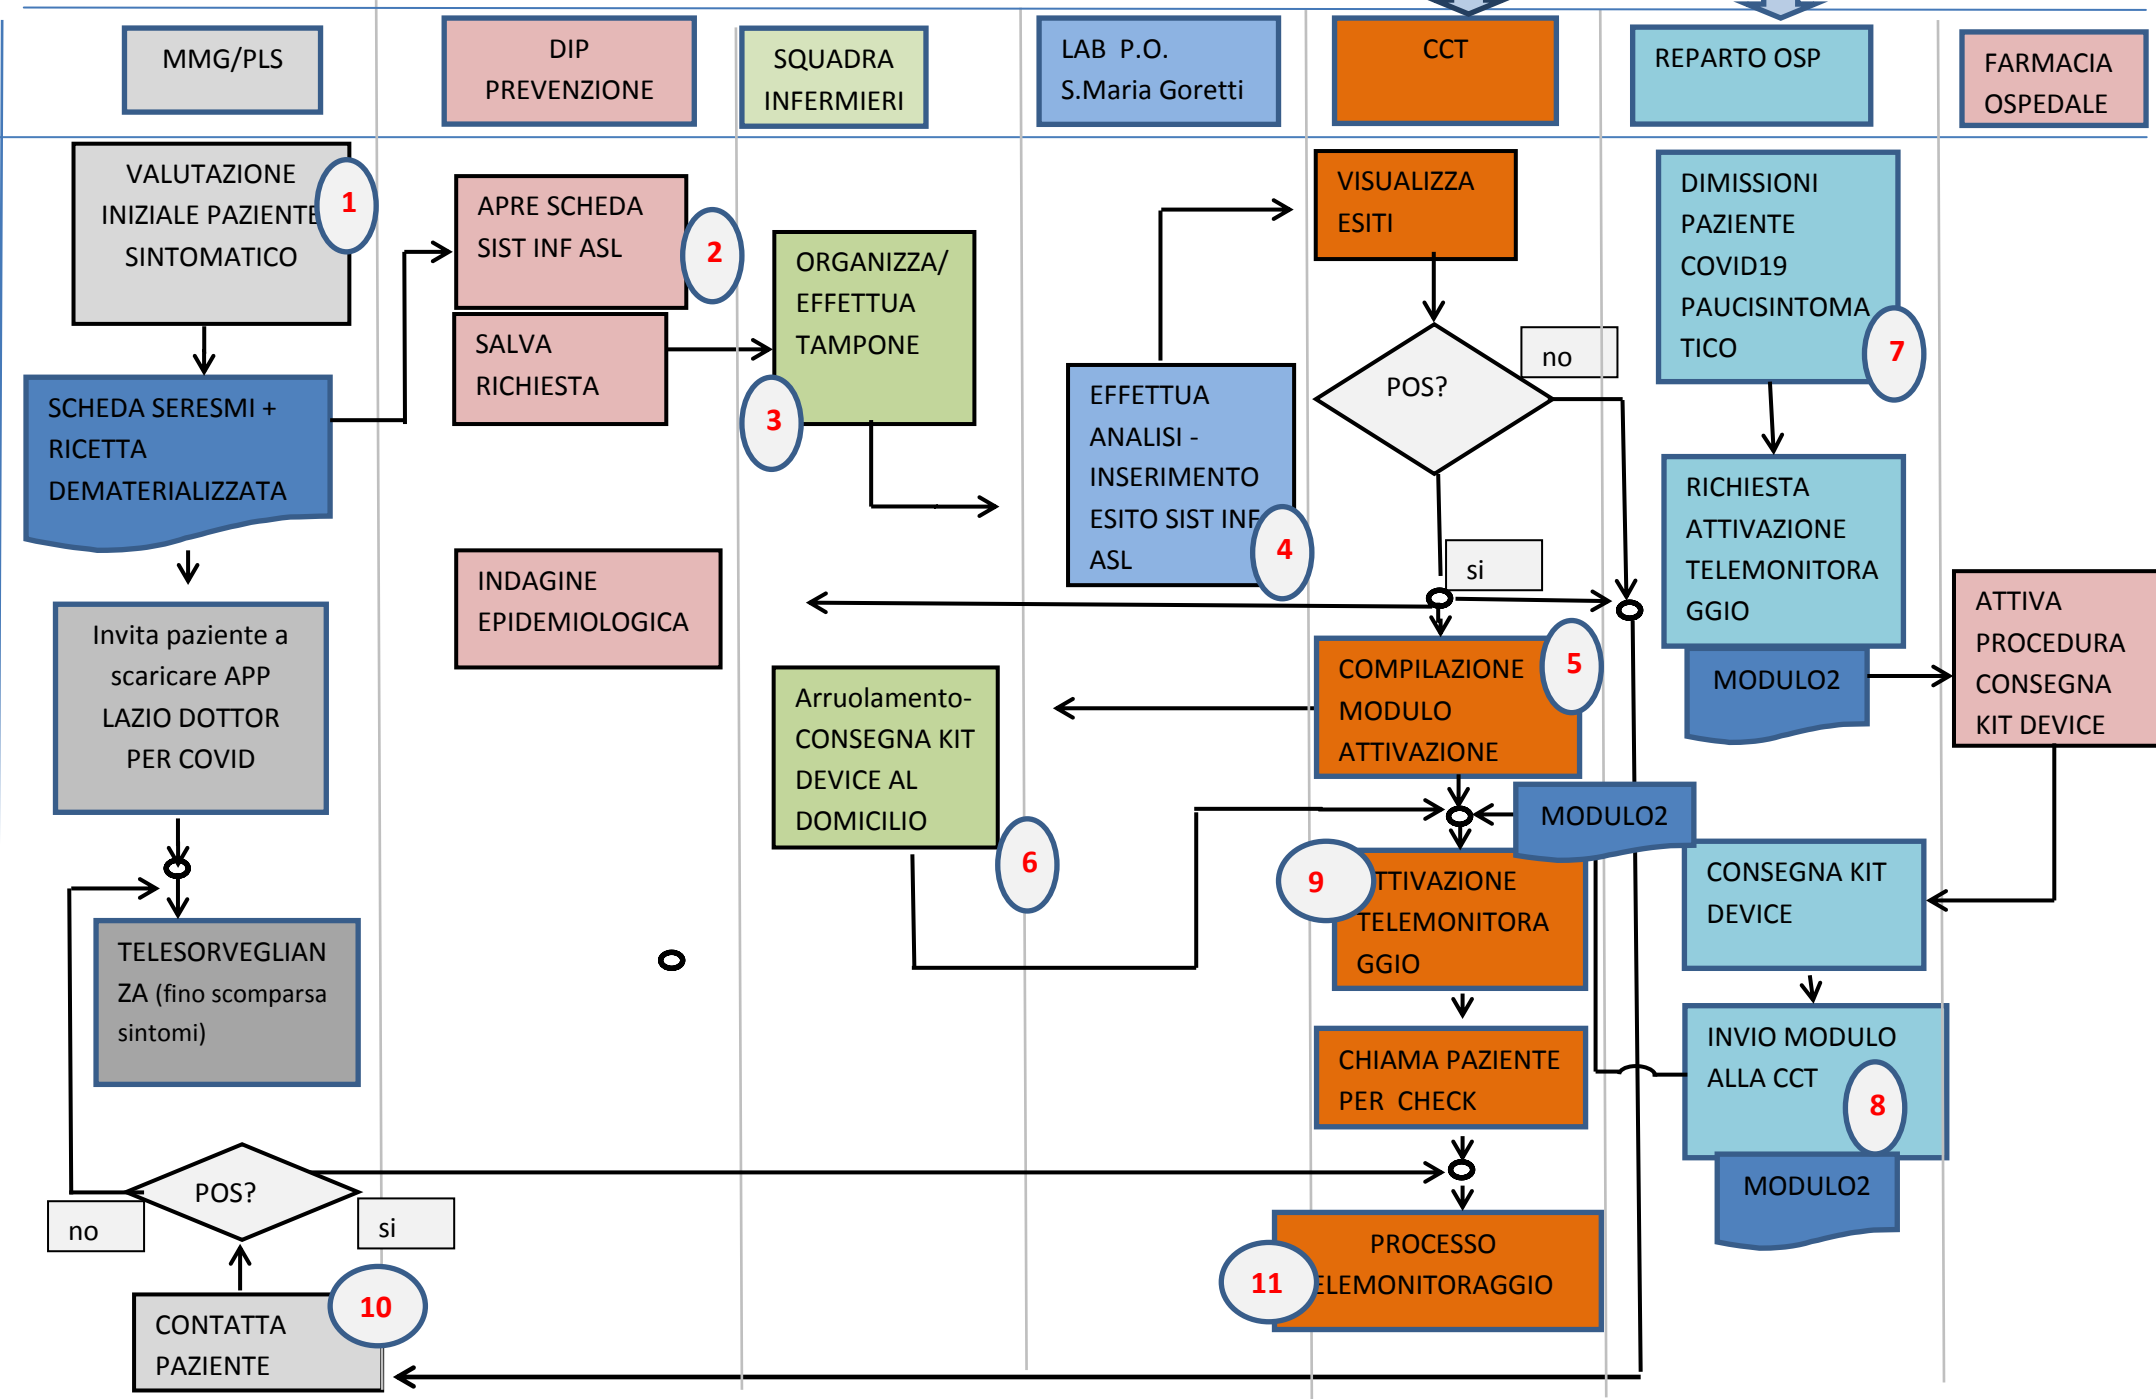 MMG/PLS
DIP
PREVENZIONE
SQUADRA
INFERMIERI
LAB P.O.
S.Maria Goretti
CCT
REPARTO OSP
FARMACIA
OSPEDALE
VALUTAZIONE
INIZIALE PAZIENTE
SINTOMATICO
1
SCHEDA SERESMI +
RICETTA
DEMATERIALIZZATA
Invita paziente a
scaricare APP
LAZIO DOTTOR
PER COVID
TELESORVEGLIAN
ZA (fino scomparsa
sintomi)
POS?
no
si
CONTATTA
PAZIENTE
10
APRE SCHEDA
SIST INF ASL
2
SALVA
RICHIESTA
INDAGINE
EPIDEMIOLOGICA
ORGANIZZA/
EFFETTUA
TAMPONE
3
Arruolamento-
CONSEGNA KIT
DEVICE AL
DOMICILIO
6
EFFETTUA
ANALISI -
INSERIMENTO
ESITO SIST INF
ASL
4
VISUALIZZA
ESITI
POS?
no
si
COMPILAZIONE
MODULO
ATTIVAZIONE
5
MODULO2
9
TTIVAZIONE
TELEMONITORA
GGIO
CHIAMA PAZIENTE
PER CHECK
PROCESSO
ELEMONITORAGGIO
11
DIMISSIONI
PAZIENTE
COVID19
PAUCISINTOMA
TICO
7
RICHIESTA
ATTIVAZIONE
TELEMONITORA
GGIO
MODULO2
CONSEGNA KIT
DEVICE
INVIO MODULO
ALLA CCT
8
MODULO2
ATTIVA
PROCEDURA
CONSEGNA
KIT DEVICE